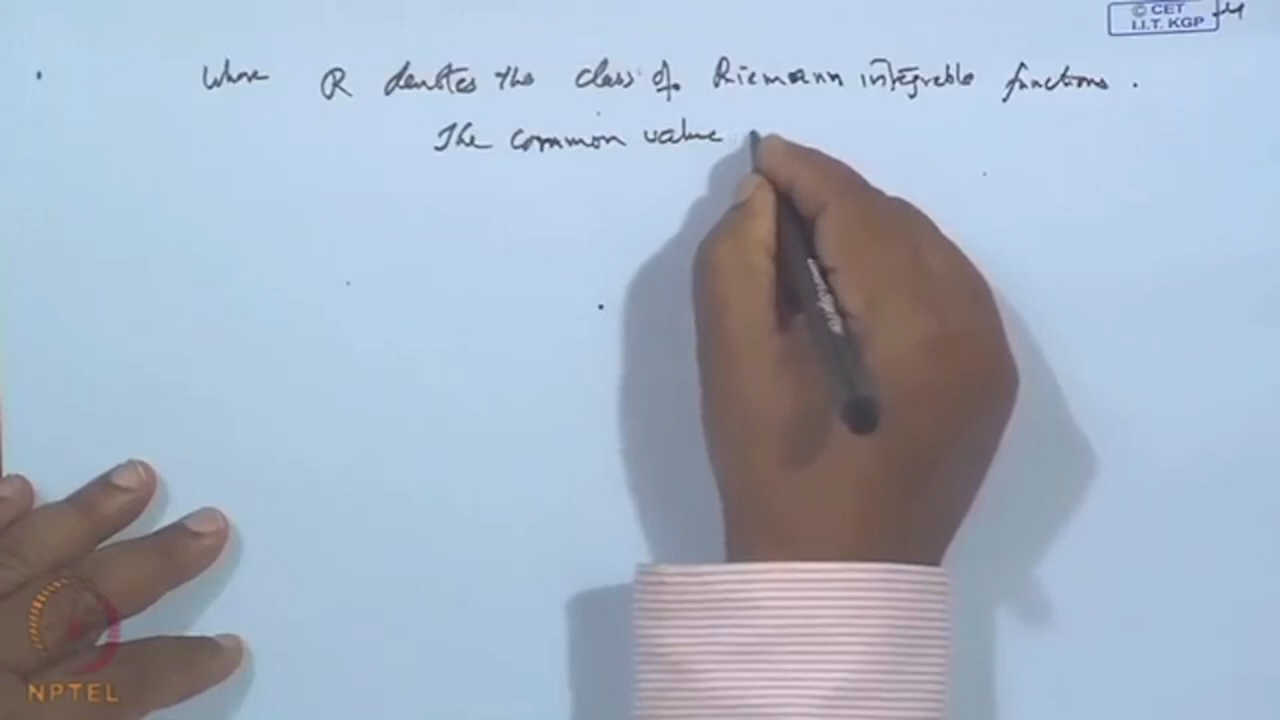 © CET
I.I.T. KGP
Where R denotes the class of Riemann integrable functions.
The common value
NPTEL